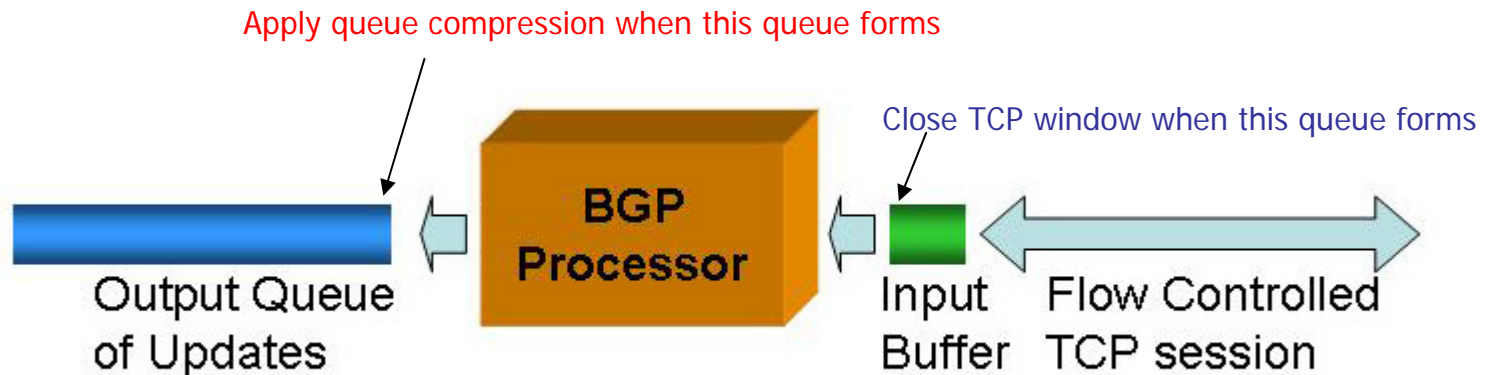 Apply queue compression when this queue forms
Close TCP window when this queue forms
BGP
Processor
Output Queue
of Updates
Input
Buffer
Flow Controlled
TCP session